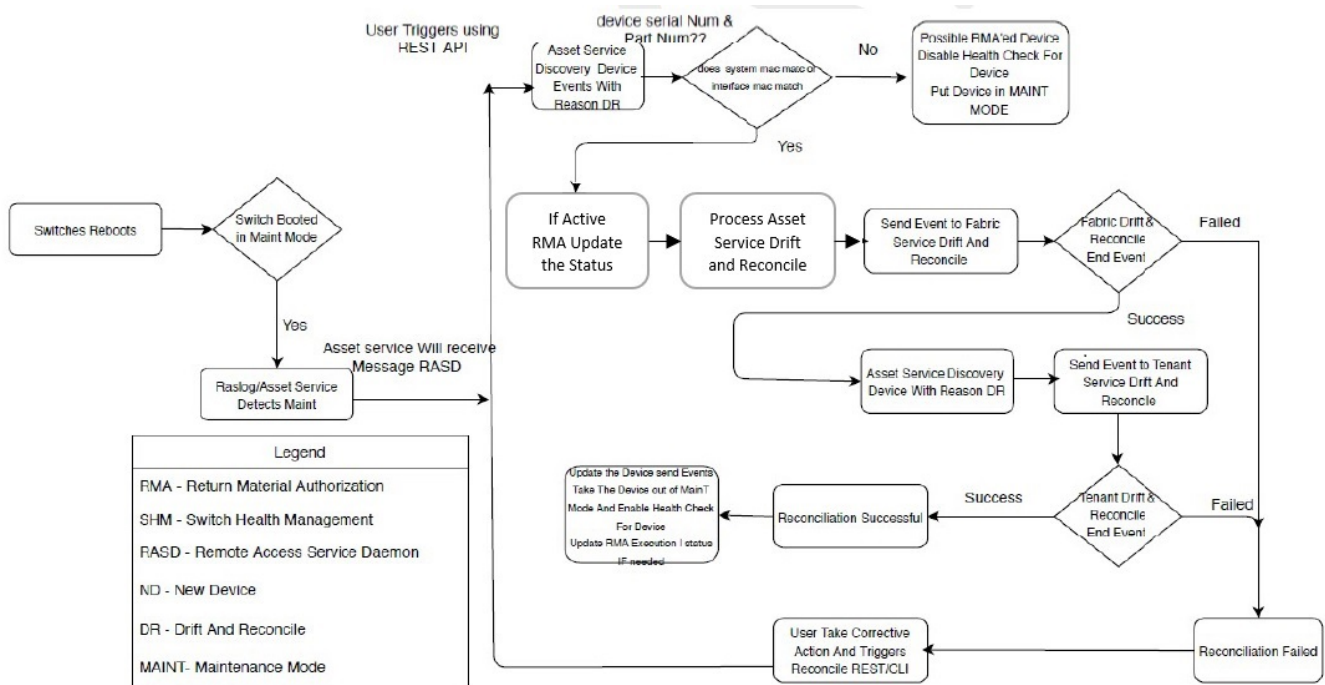 User Triggers using
REST API
device serial Num &
Part Num??
Asset Service
Discovery Device
Events With
Reason DR
does system mac matc or
interface mac match
No
Possible RMA'ed Device
Disable Health Check For
Device
Put Device in MAINT
MODE
Yes
Switches Reboots
Switch Booted
in Maint Mode
If Active
RMA Update
the Status
Process Asset
Service Drift
and Reconcile
Send Event to Fabric
Service Drift And
Reconcile
Fabric Drift &
Reconcile
End Event
Failed
Yes
Success
Asset service Will receive
Message RASD
Raslog/Asset Service
Detects Maint
Asset Service Discovery
Device With Reason DR
Send Event to Tenant
Service Drift And
Reconcile
Legend
RMA - Return Material Authorization
SHM - Switch Health Management
RASD - Remote Access Service Daemon
ND - New Device
DR - Drift And Reconcile
MAINT- Maintenance Mode
Update the Device send Events
Take The Device out of MainT
Mode And Enable Health Check
For Device
Update RMA Execution l status
IF needed
Reconciliation Successful
Success
Tenant Drift &
Reconcile
End Event
Failed
User Take Corrective
Action And Triggers
Reconcile REST/CLI
Reconciliation Failed